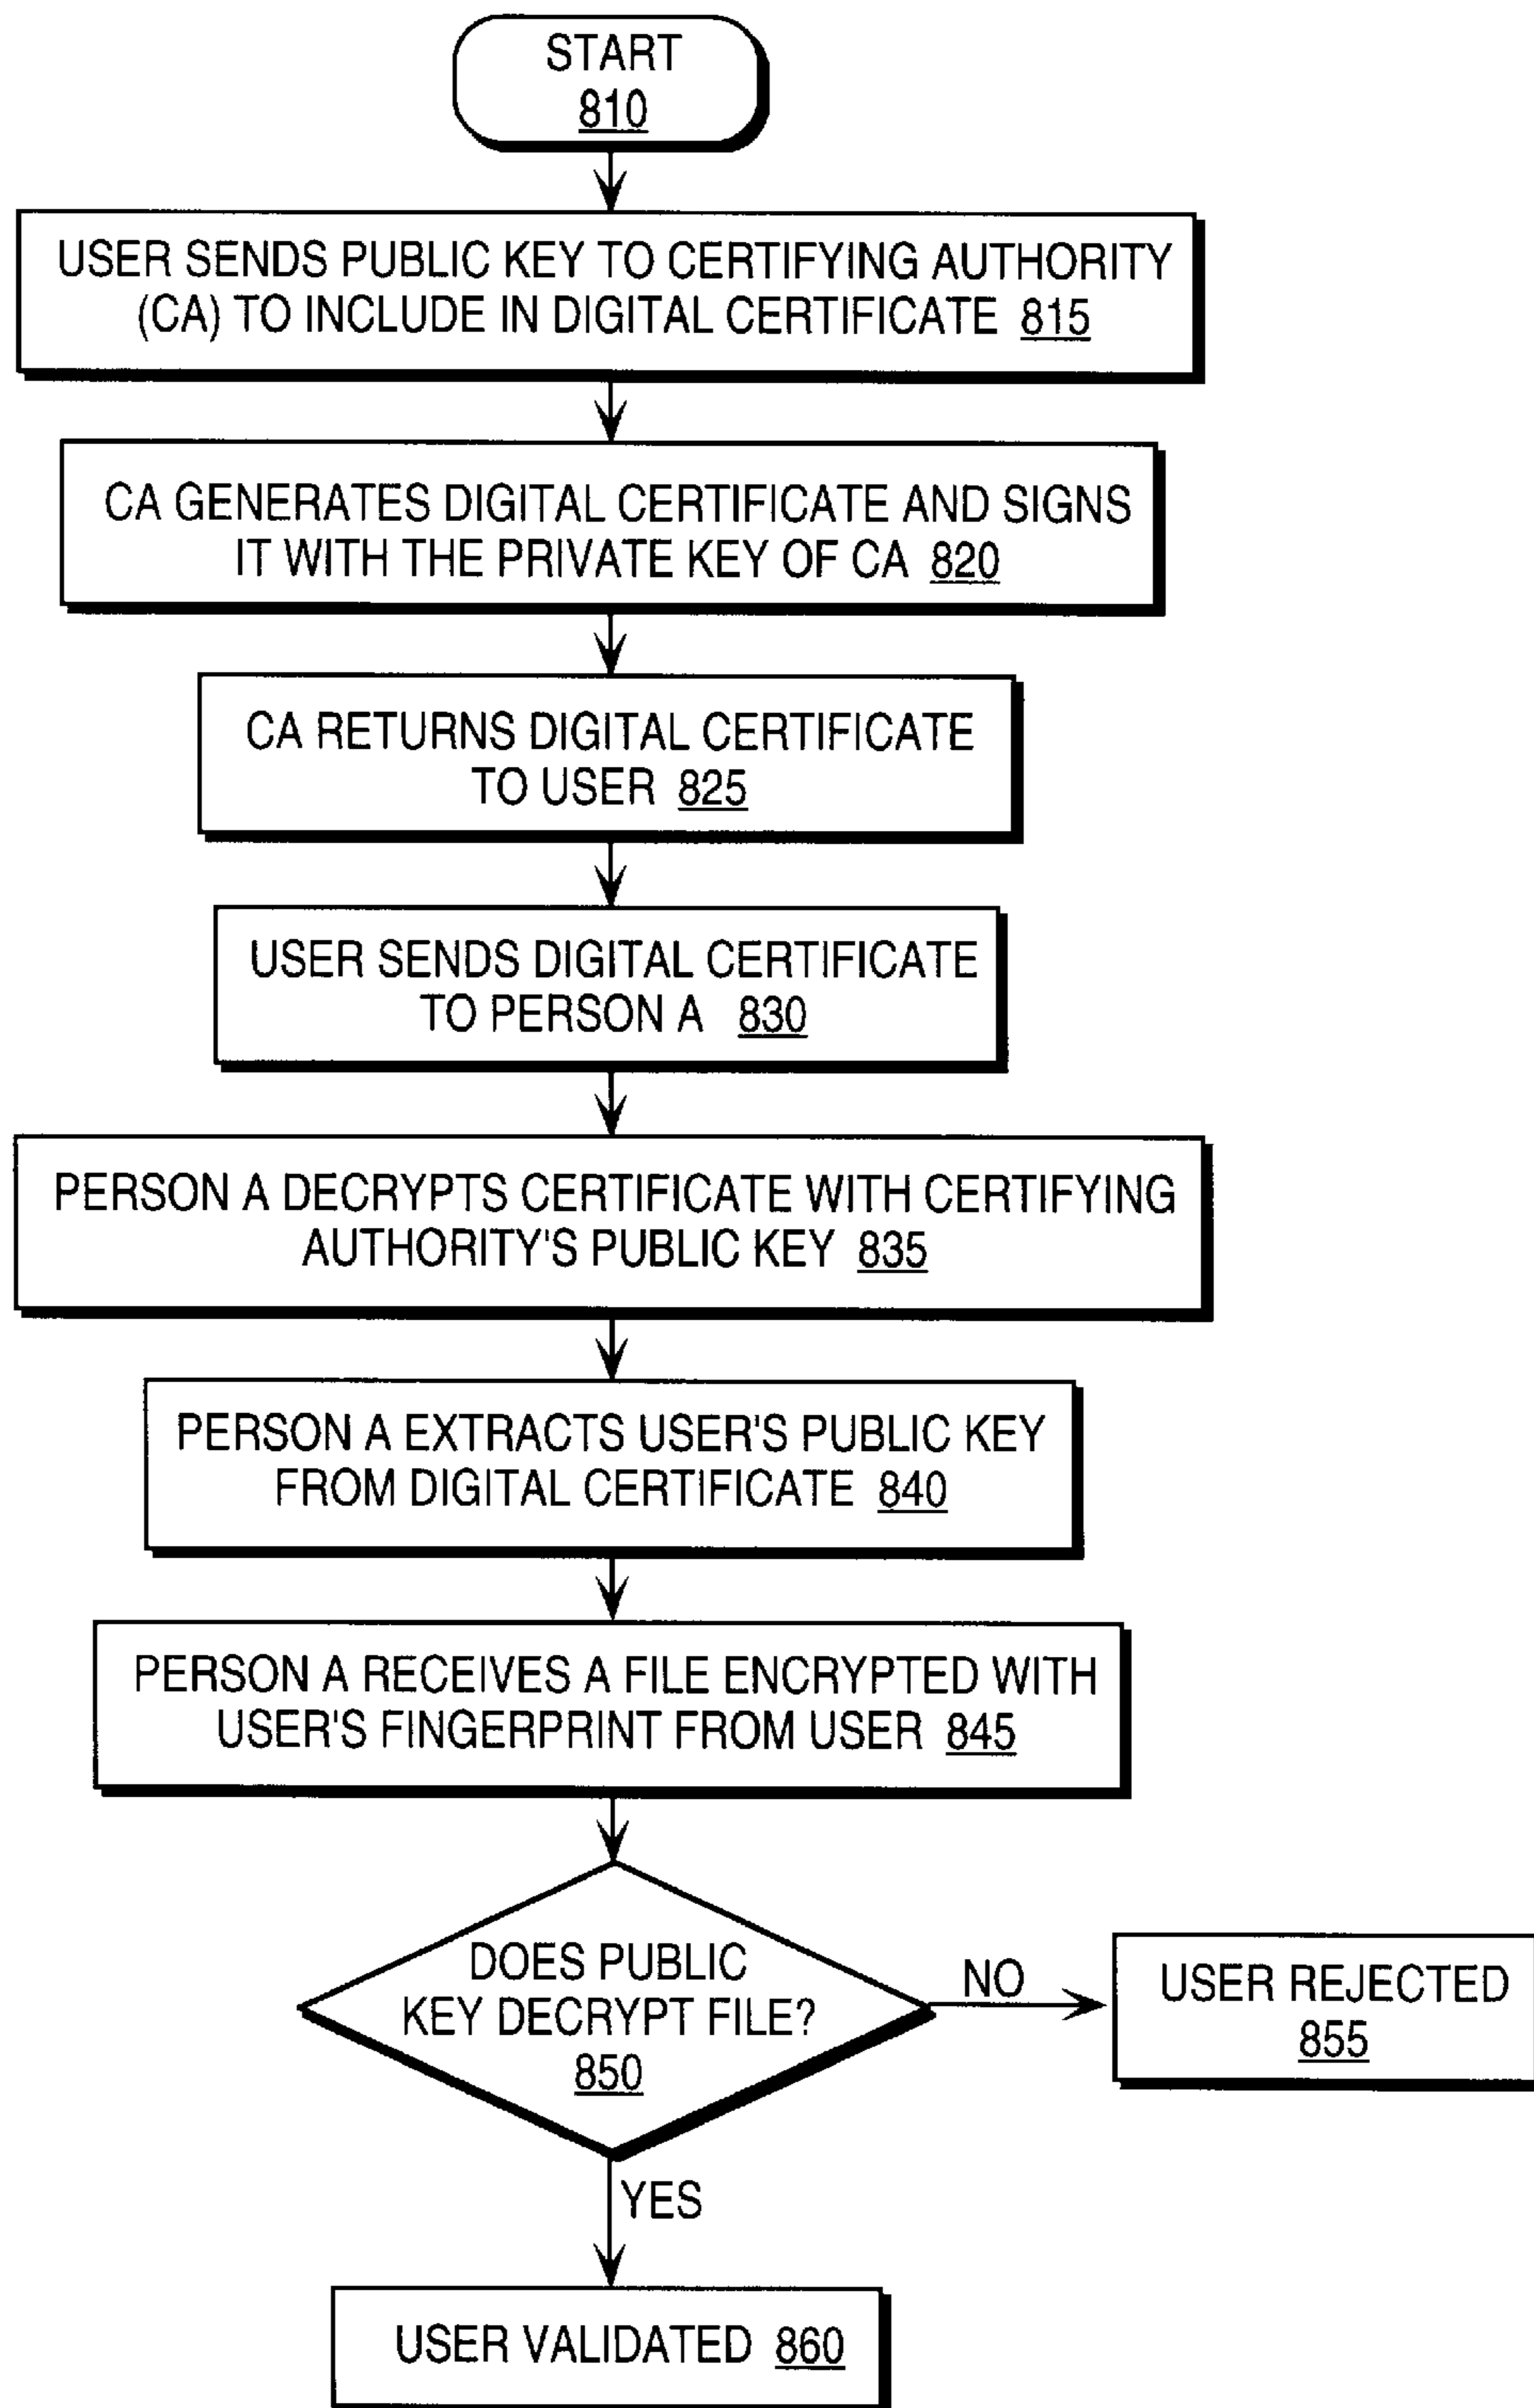 START
810
USER SENDS PUBLIC KEY TO CERTIFYING AUTHORITY
(CA) TO INCLUDE IN DIGITAL CERTIFICATE 815
CA GENERATES DIGITAL CERTIFICATE AND SIGNS
IT WITH THE PRIVATE KEY OF CA 820
CA RETURNS DIGITAL CERTIFICATE
TO USER 825
USER SENDS DIGITAL CERTIFICATE
TO PERSON A 830
PERSON A DECRYPTS CERTIFICATE WITH CERTIFYING
AUTHORITY'S PUBLIC KEY 835
PERSON A EXTRACTS USER'S PUBLIC KEY
FROM DIGITAL CERTIFICATE 840
PERSON A RECEIVES A FILE ENCRYPTED WITH
USER'S FINGERPRINT FROM USER 845
DOES PUBLIC
KEY DECRYPT FILE?
850
NO
USER REJECTED
855
YES
USER VALIDATED 860